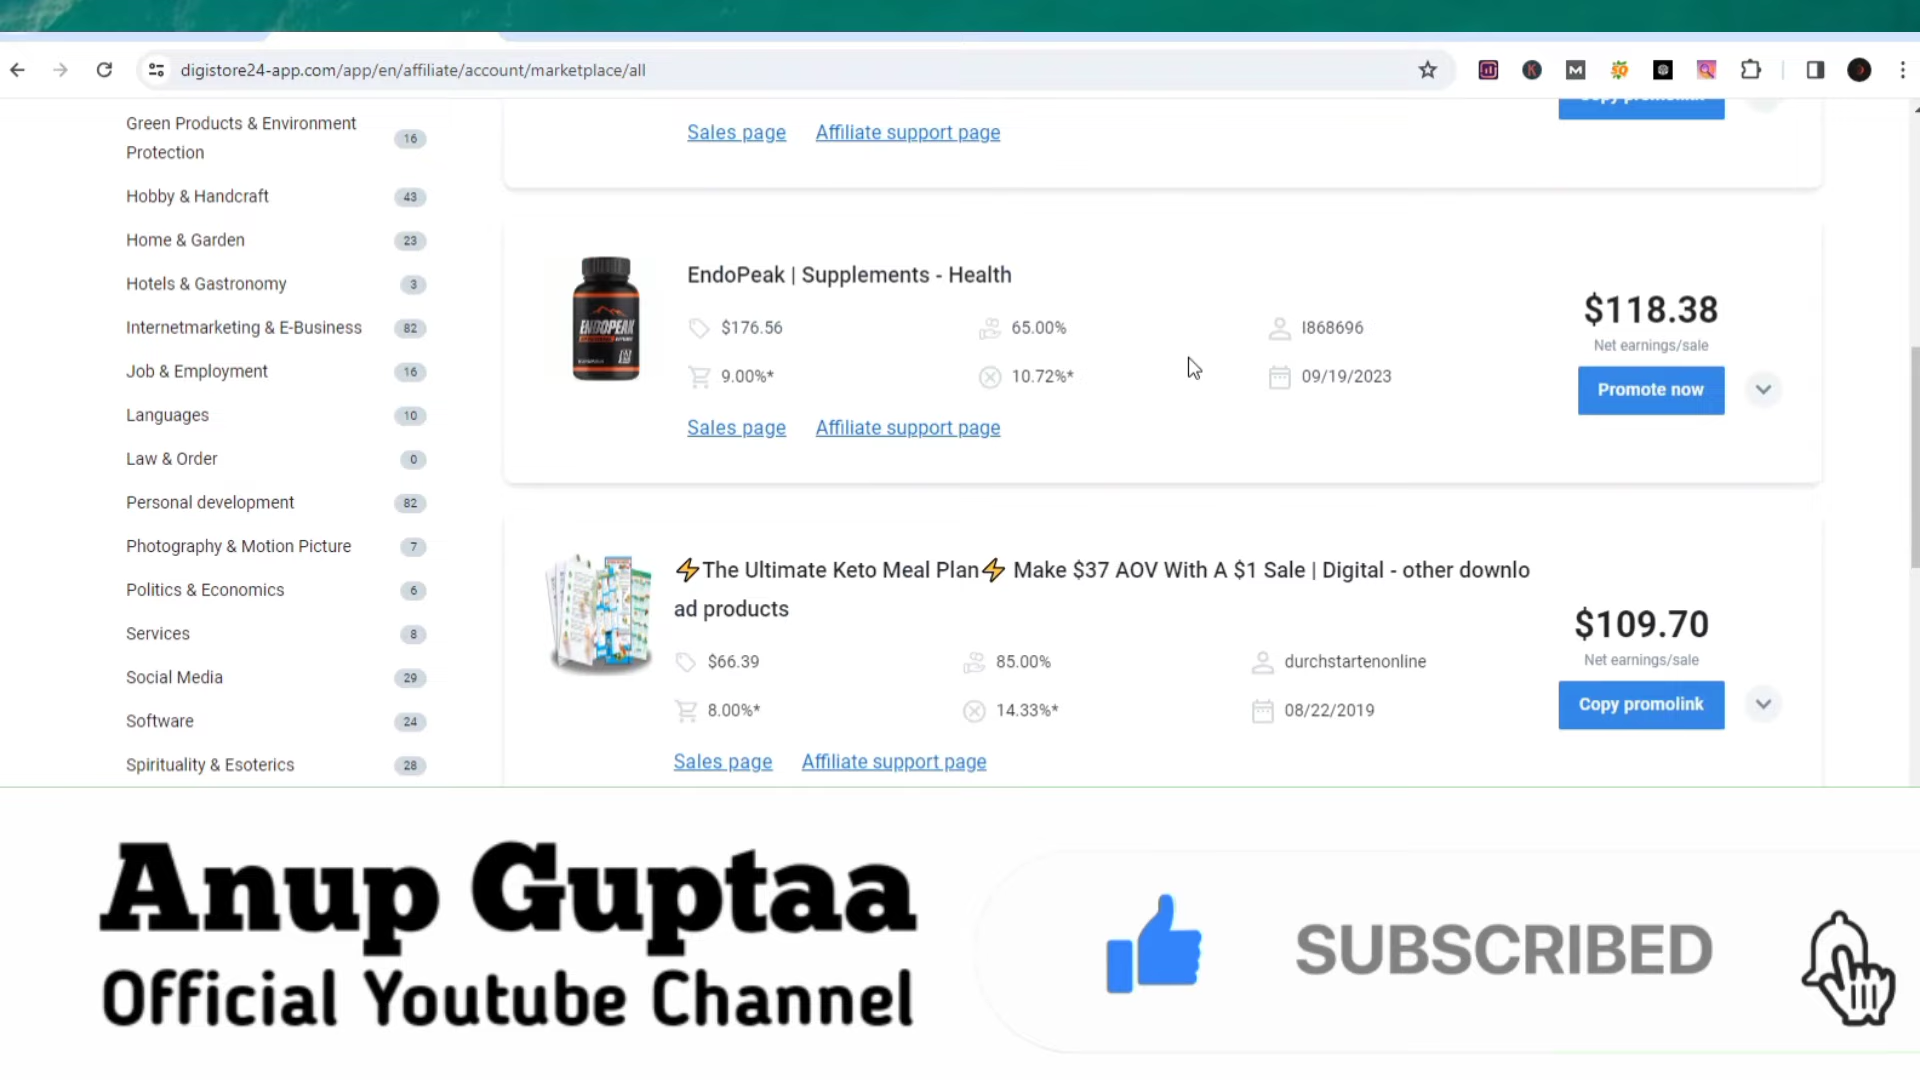 digistore24-app.com/app/en/affiliate/account/marketplace/all
Green Products & Environment
Protection
16
Hobby & Handcraft 43
Home & Garden 23
Hotels & Gastronomy 3
Internetmarketing & E-Business 82
Job & Employment 16
Languages 10
Law & Order 0
Personal development 82
Photography & Motion Picture 7
Politics & Economics 6
Services 8
Social Media 29
Software 24
Spirituality & Esoterics 28
Copy promolink
Sales page Affiliate support page
EndoPeak | Supplements - Health
ENDOPEAK
$176.56 65.00% I868696
9.00%* 10.72%* 09/19/2023
Sales page Affiliate support page
$118.38
Net earnings/sale
Promote now
⚡The Ultimate Keto Meal Plan⚡ Make $37 AOV With A $1 Sale | Digital - other downlo
ad products
$66.39 85.00% durchstartenonline
8.00%* 14.33%* 08/22/2019
Sales page Affiliate support page
$109.70
Net earnings/sale
Copy promolink
Anup Guptaa
Official Youtube Channel
SUBSCRIBED